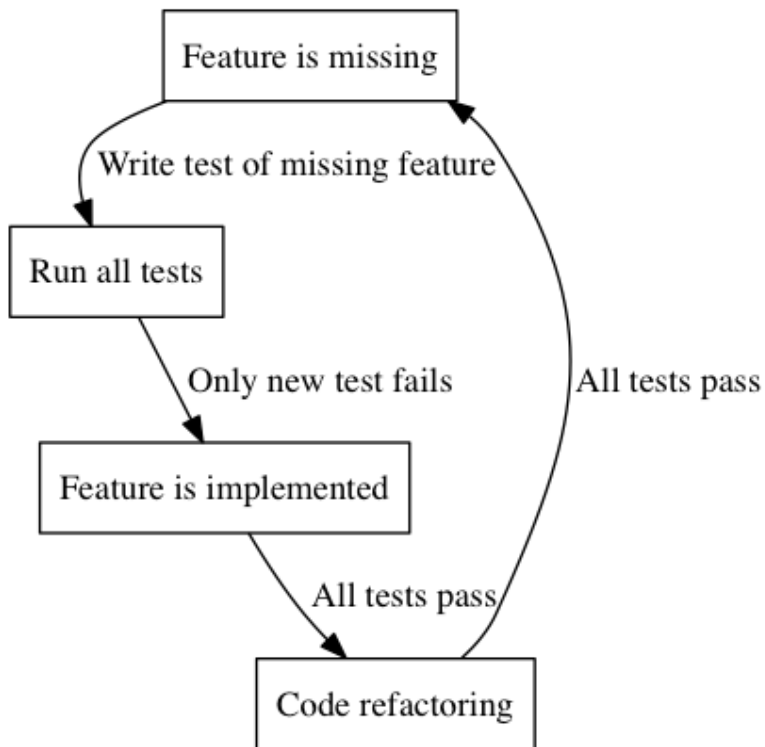 Feature is missing
Write test of missing feature
Run all tests
Only new test fails
All tests pass
Feature is implemented
All tests pass
Code refactoring